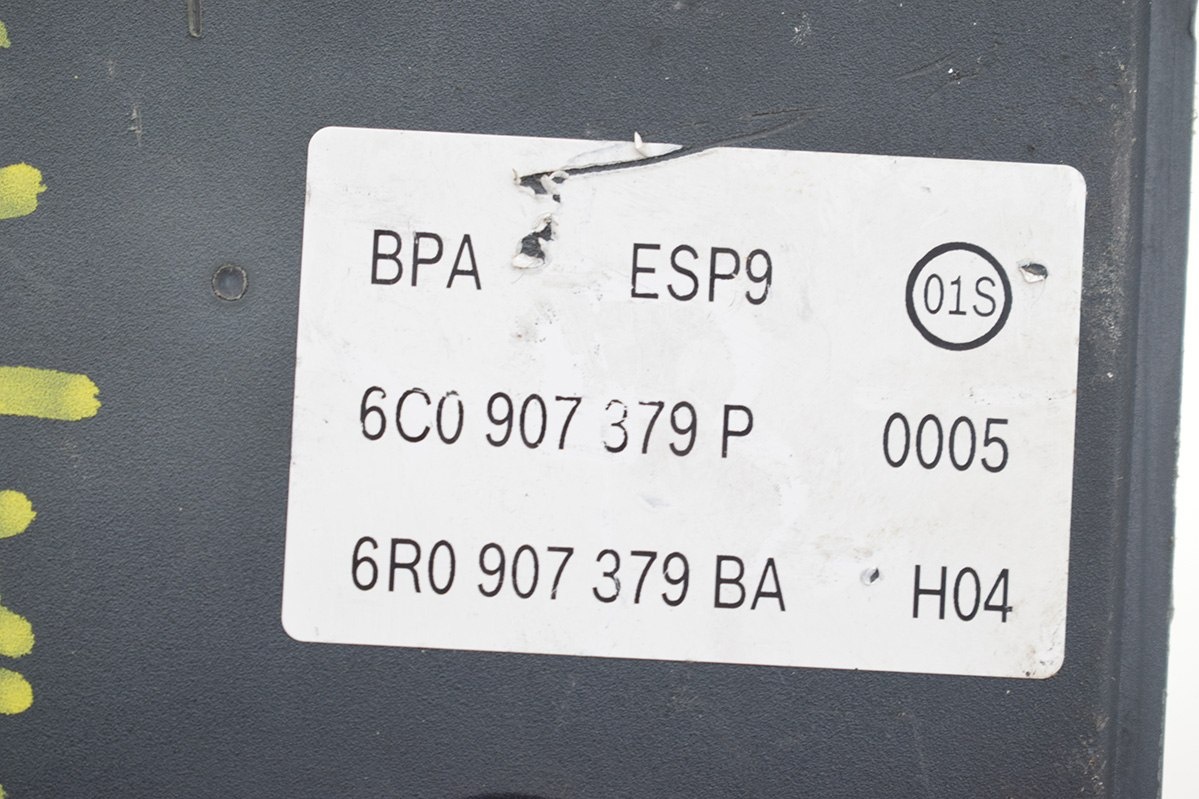 BPA ESP9 01S
6C0 907 379 P 0005
6R0 907 379 BA H04